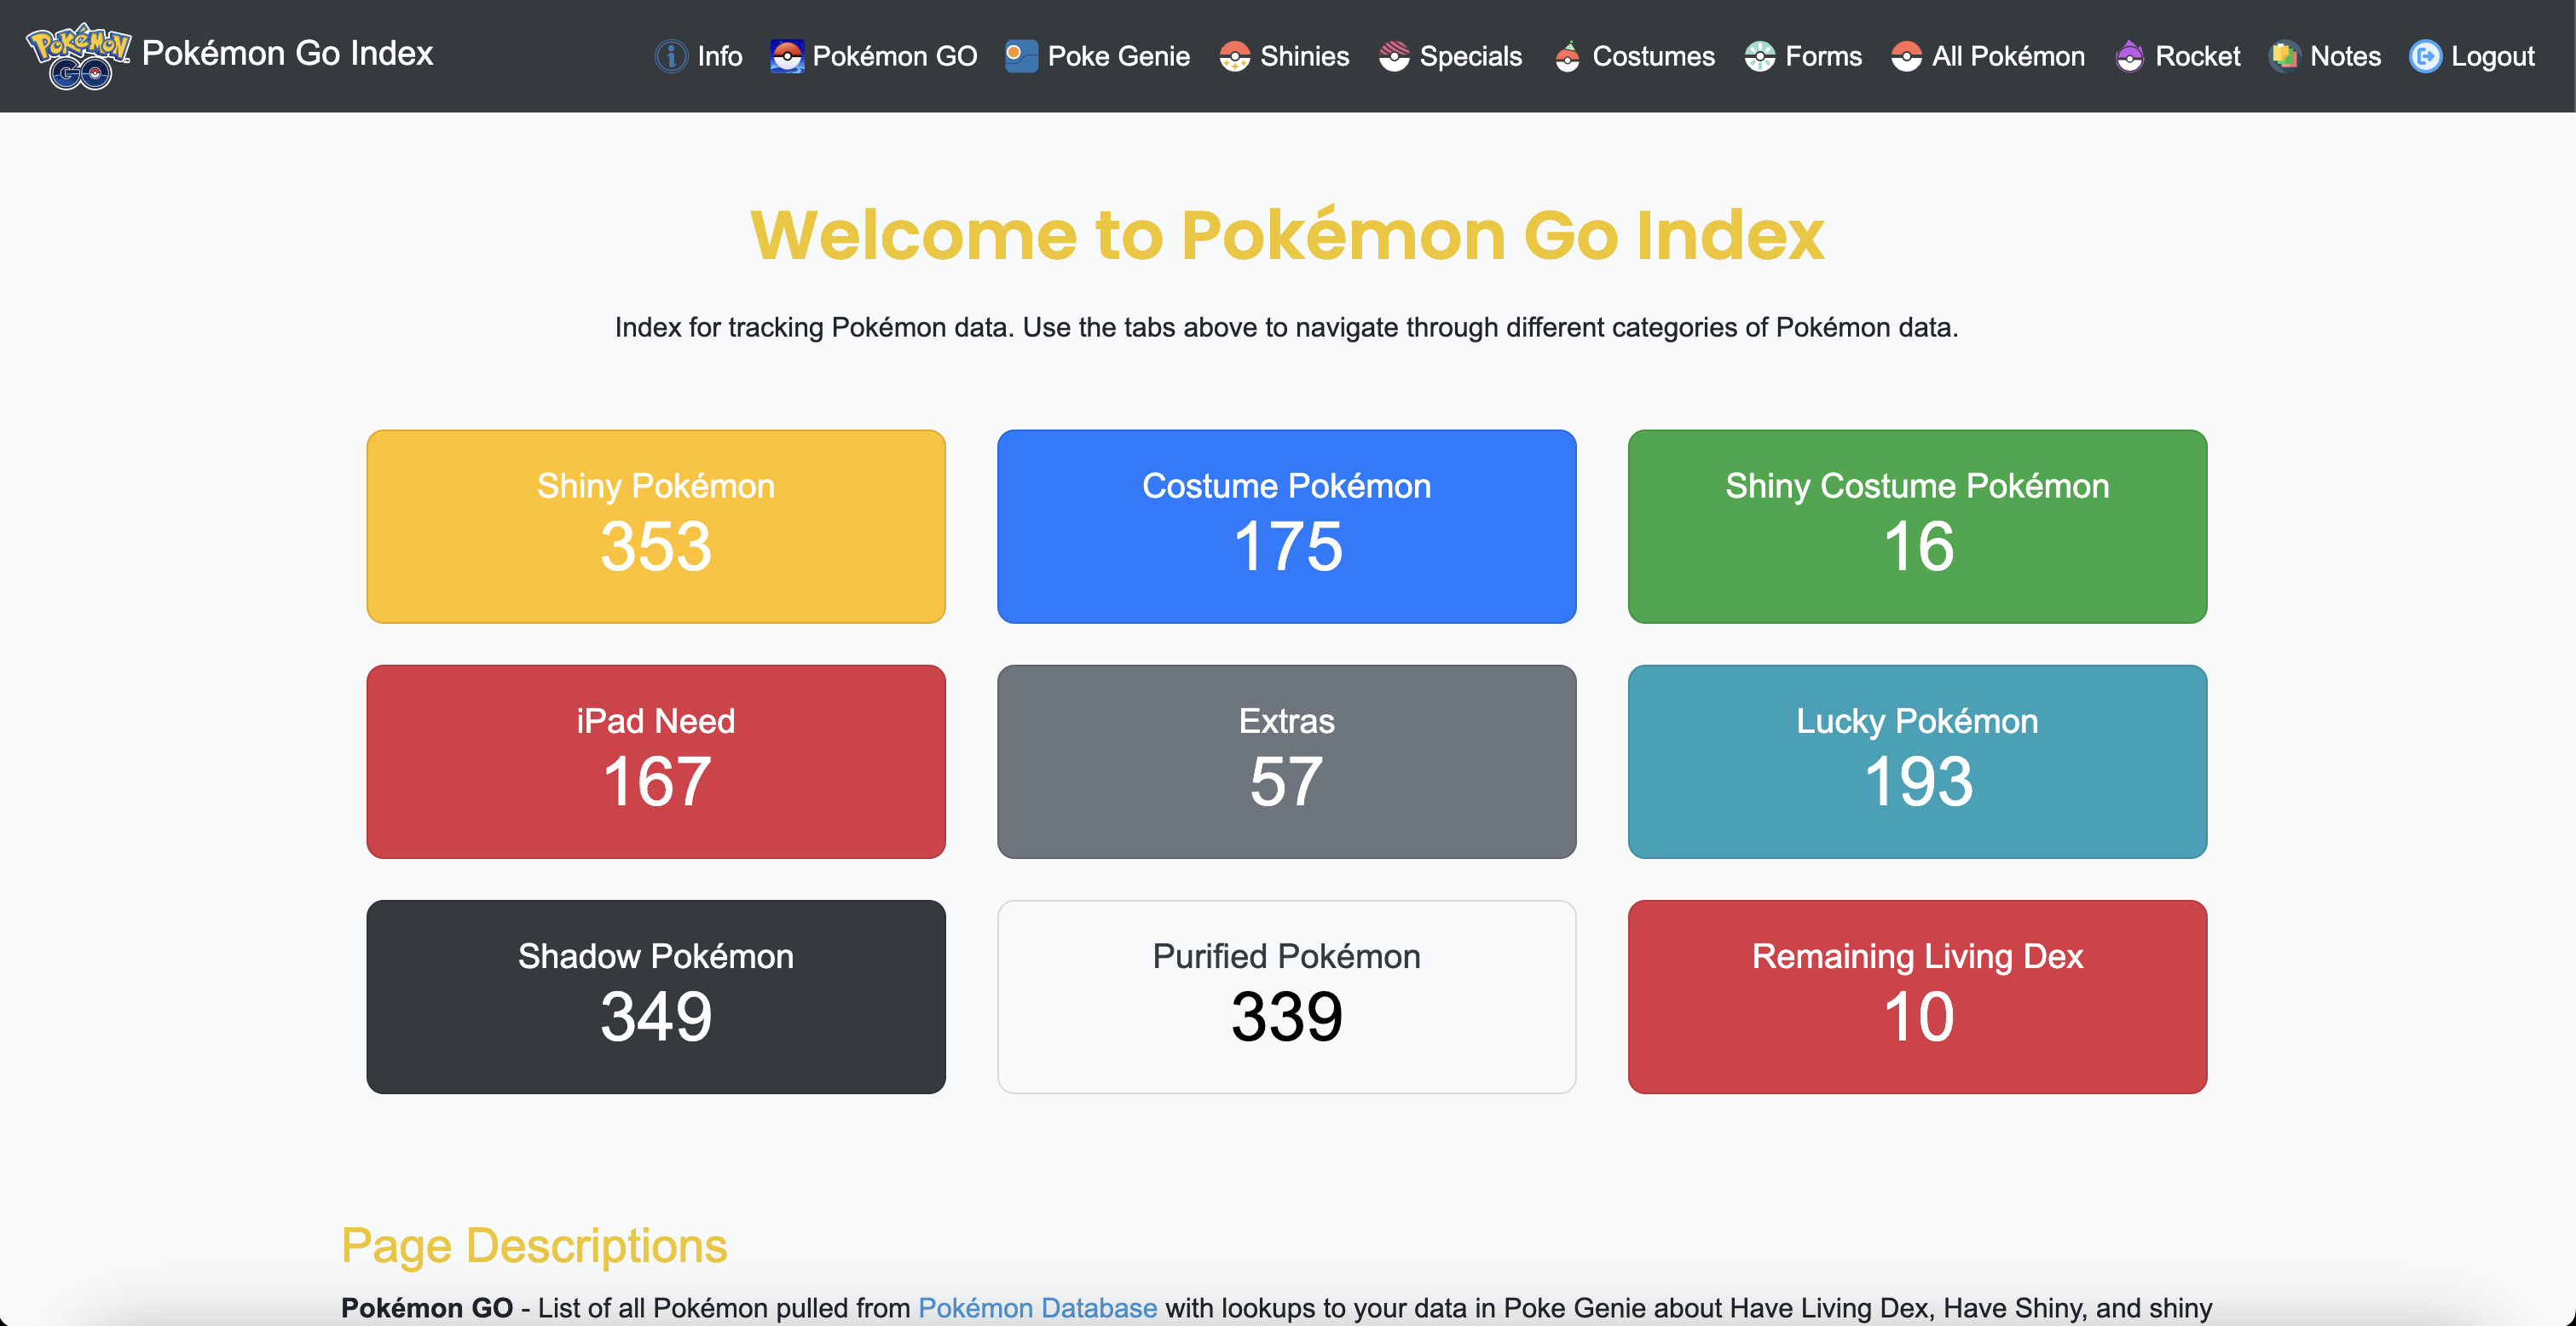 POKÉMON GO
Pokémon Go Index
Info
Pokémon GO
Poke Genie
Shinies
Specials
Costumes
Forms
All Pokémon
Rocket
Notes
Logout
Welcome to Pokémon Go Index
Index for tracking Pokémon data. Use the tabs above to navigate through different categories of Pokémon data.
Shiny Pokémon
353
Costume Pokémon
175
Shiny Costume Pokémon
16
iPad Need
167
Extras
57
Lucky Pokémon
193
Shadow Pokémon
349
Purified Pokémon
339
Remaining Living Dex
10
Page Descriptions
Pokémon GO - List of all Pokémon pulled from Pokémon Database with lookups to your data in Poke Genie about Have Living Dex, Have Shiny, and shiny